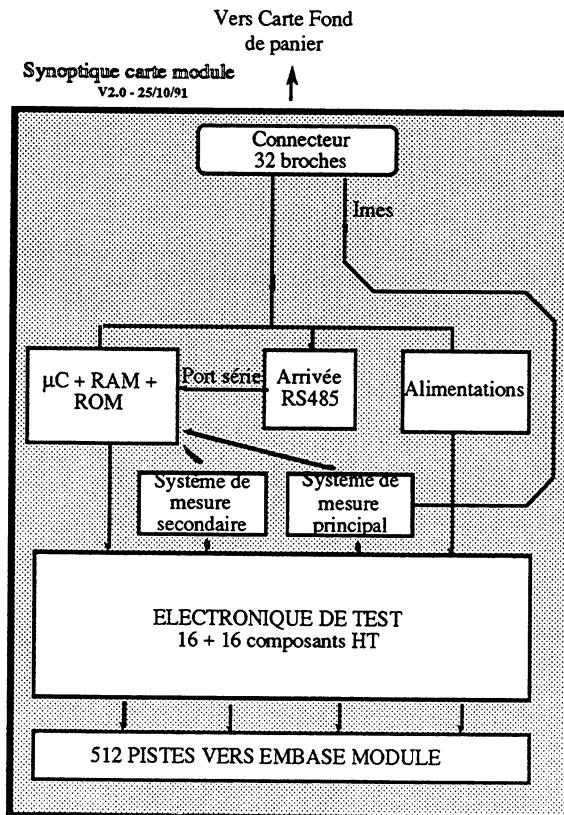 Vers Carte Fond
de panier
Synoptique carte module
V2.0 - 25/10/91
Connecteur
32 broches
Imes
µC + RAM +
ROM
Port série
Arrivée
RS485
Alimentations
Système de
mesure
secondaire
Système de
mesure
principal
ELECTRONIQUE DE TEST
16 + 16 composants HT
512 PISTES VERS EMBASE MODULE